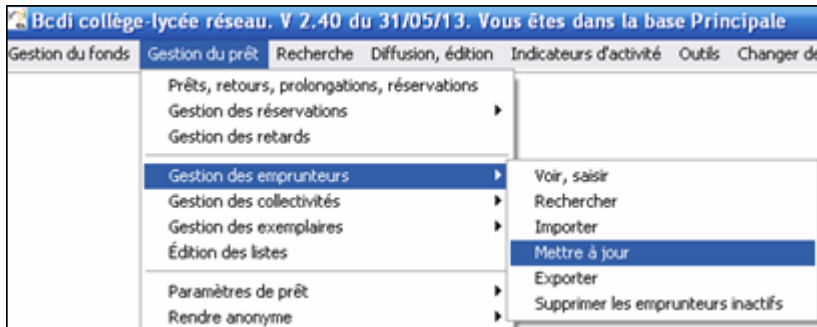 Bcdi collège-lycée réseau. V 2.40 du 31/05/13. Vous êtes dans la base Principale
Gestion du fonds Gestion du prêt Recherche Diffusion, édition Indicateurs d'activité Outils Changer de
Prêts, retours, prolongations, réservations
Gestion des réservations
Gestion des retards
Gestion des emprunteurs
Gestion des collectivités
Gestion des exemplaires
Édition des listes
Paramètres de prêt
Rendre anonyme
Voir, saisir
Rechercher
Importer
Mettre à jour
Exporter
Supprimer les emprunteurs inactifs